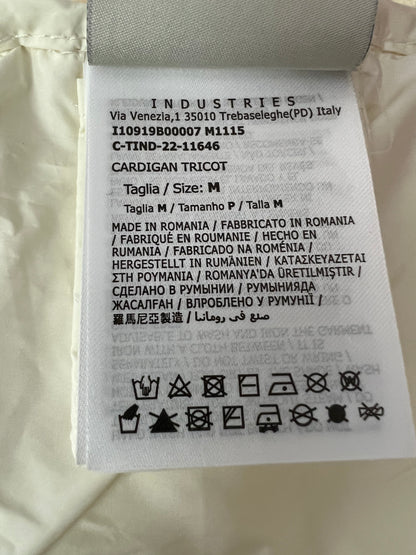 INDUSTRIES
Via Venezia,1 35010 Trebaseleghe(PD) Italy
I10919B00007 M1115
C-TIND-22-11646
CARDIGAN TRICOT
Taglia / Size: M
Taglia M / Tamanho P / Talla M
MADE IN ROMANIA / FABBRICATO IN ROMANIA
/ FABRIQUÉ EN ROUMANIE / HECHO EN
RUMANIA / FABRICADO NA ROMÉNIA /
HERGESTELLT IN RUMÄNIEN / ΚΑΤΑΣΚΕΥΑΖΕΤΑΙ
ΣΤΗ ΡΟΥΜΑΝΙΑ / ROMANYA'DA ÜRETILMIŞTIR /
СДЕЛАНО В РУМЫНИИ / РУМЫНИЯДА
ЖАСАЛҒАН / ВЛРОБЛЕНО У РУМУНІЇ /
羅馬尼亞製造 / صنع في رومانيا